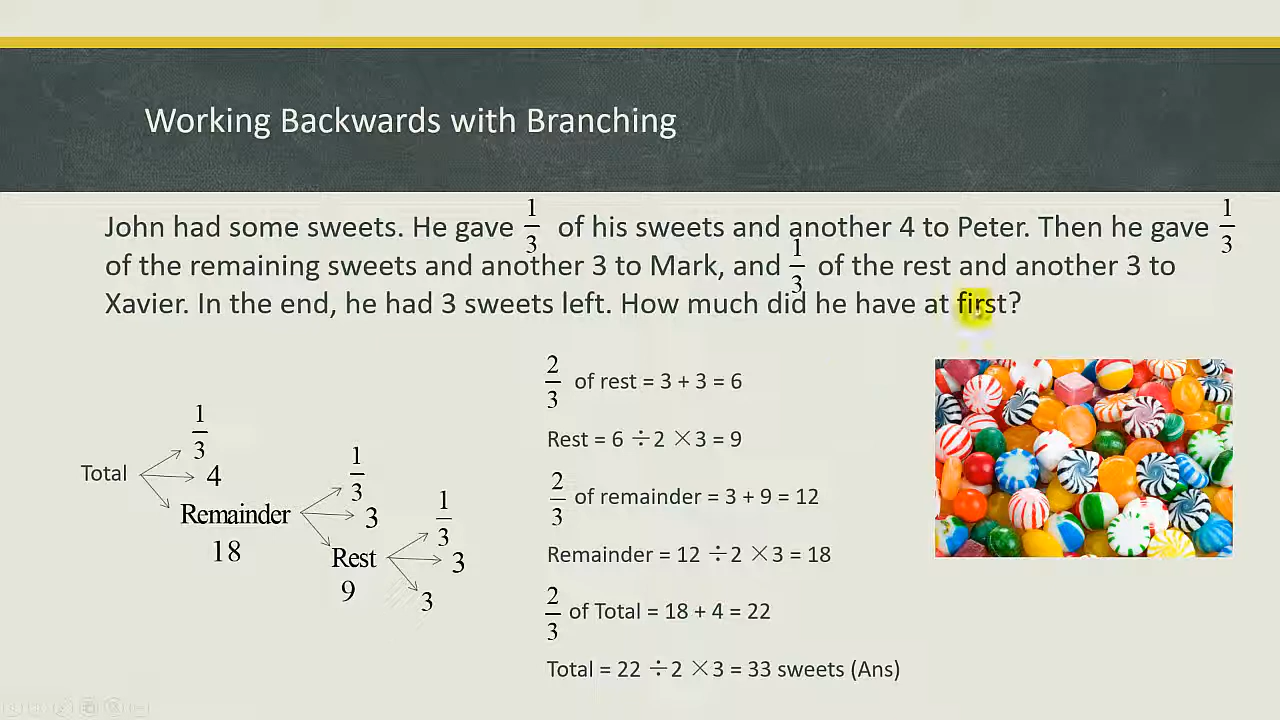 Working Backwards with Branching
John had some sweets. He gave 1/3 of his sweets and another 4 to Peter. Then he gave 1/3
of the remaining sweets and another 3 to Mark, and 1/3 of the rest and another 3 to
Xavier. In the end, he had 3 sweets left. How much did he have at first?
Total
1/3
4
Remainder
18
1/3
3
Rest
9
1/3
3
3
2/3 of rest = 3 + 3 = 6
Rest = 6 ÷2 ×3 = 9
2/3 of remainder = 3 + 9 = 12
Remainder = 12 ÷2 ×3 = 18
2/3 of Total = 18 + 4 = 22
Total = 22 ÷2 ×3 = 33 sweets (Ans)